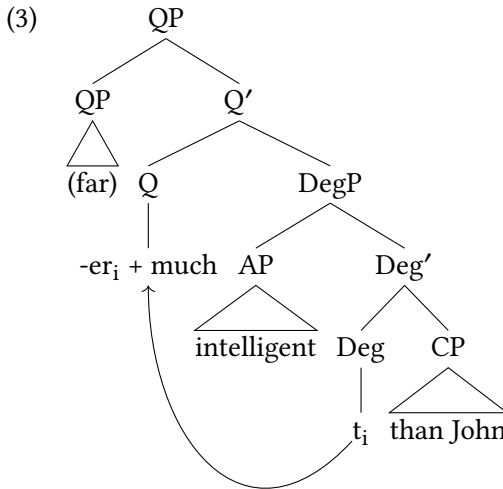 (3) QP
QP Q′
(far) Q DegP
-erᵢ + much AP Deg′
intelligent Deg CP
tᵢ than John